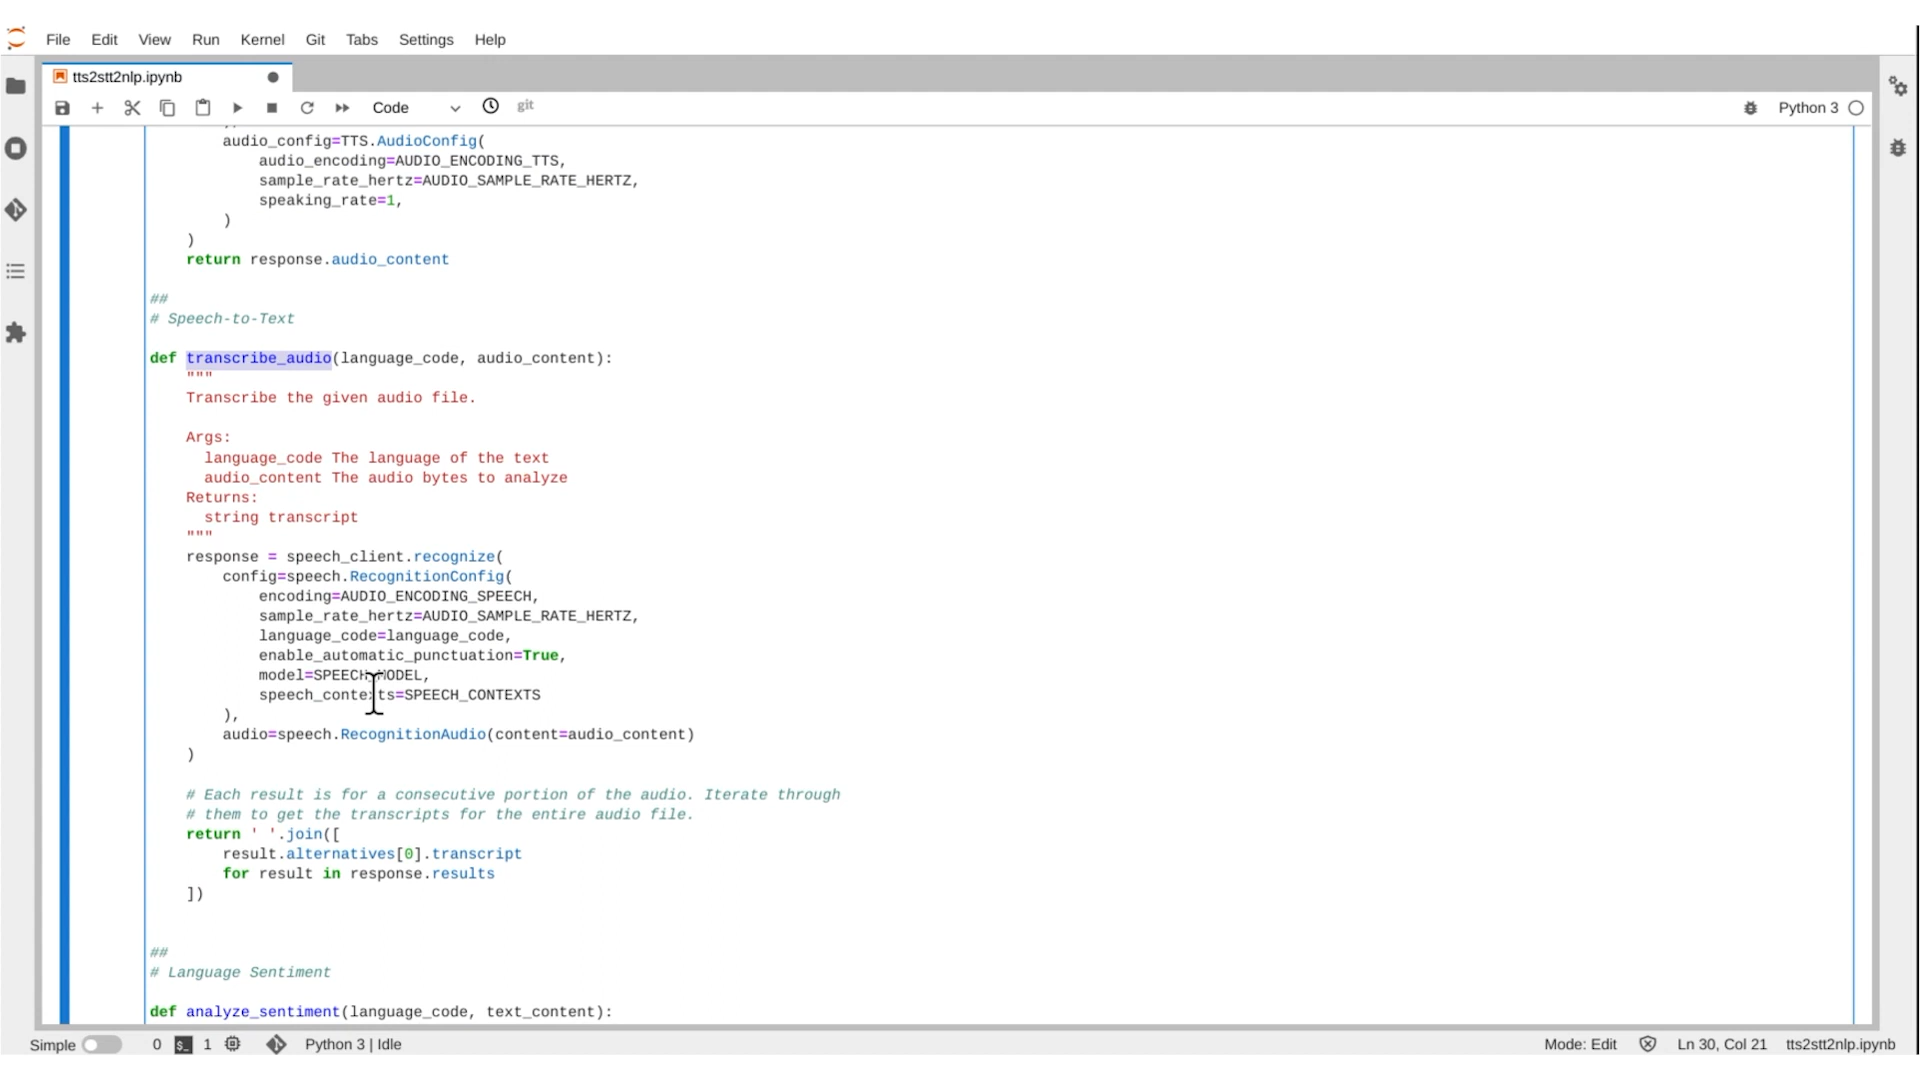 File Edit View Run Kernel Git Tabs Settings Help
tts2stt2nlp.ipynb
Code git Python 3
audio_config=TTS.AudioConfig(
audio_encoding=AUDIO_ENCODING_TTS,
sample_rate_hertz=AUDIO_SAMPLE_RATE_HERTZ,
speaking_rate=1,
)
)
return response.audio_content
##
# Speech-to-Text
def transcribe_audio(language_code, audio_content):
"""
Transcribe the given audio file.
Args:
language_code The language of the text
audio_content The audio bytes to analyze
Returns:
string transcript
"""
response = speech_client.recognize(
config=speech.RecognitionConfig(
encoding=AUDIO_ENCODING_SPEECH,
sample_rate_hertz=AUDIO_SAMPLE_RATE_HERTZ,
language_code=language_code,
enable_automatic_punctuation=True,
model=SPEECH_MODEL,
speech_contexts=SPEECH_CONTEXTS
),
audio=speech.RecognitionAudio(content=audio_content)
)
# Each result is for a consecutive portion of the audio. Iterate through
# them to get the transcripts for the entire audio file.
return ' '.join([
result.alternatives[0].transcript
for result in response.results
])
##
# Language Sentiment
def analyze_sentiment(language_code, text_content):
Simple 0 $_ 1 Python 3 | Idle Mode: Edit Ln 30, Col 21 tts2stt2nlp.ipynb